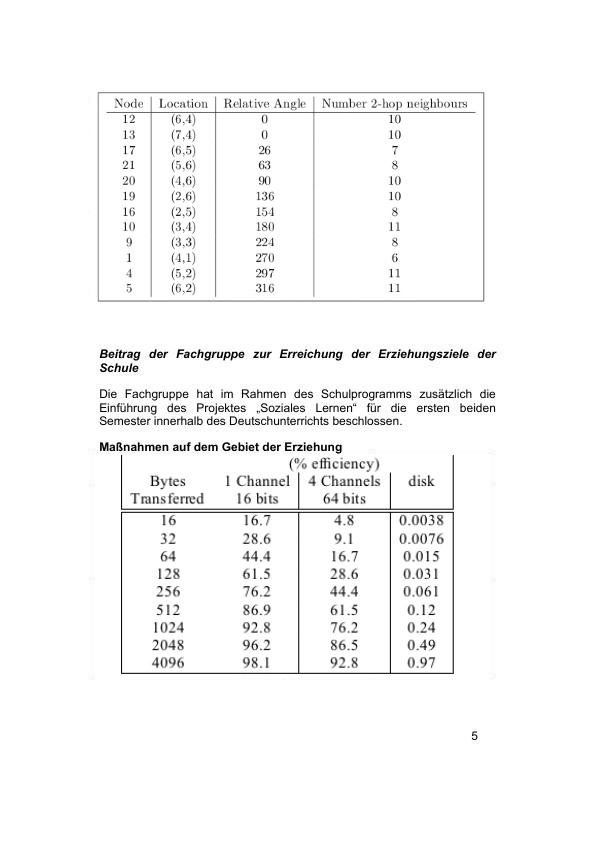 Node Location Relative Angle Number 2-hop neighbours
12 (6,4) 0 10
13 (7,4) 0 10
17 (6,5) 26 7
21 (5,6) 63 8
20 (4,6) 90 10
19 (2,6) 136 10
16 (2,5) 154 8
10 (3,4) 180 11
9 (3,3) 224 8
1 (4,1) 270 6
4 (5,2) 297 11
5 (6,2) 316 11
Beitrag der Fachgruppe zur Erreichung der Erziehungsziele der
Schule
Die Fachgruppe hat im Rahmen des Schulprogramms zusätzlich die
Einführung des Projektes „Soziales Lernen“ für die ersten beiden
Semester innerhalb des Deutschunterrichts beschlossen.
Maßnahmen auf dem Gebiet der Erziehung
(% efficiency)
Bytes 1 Channel 4 Channels disk
Transferred 16 bits 64 bits
16 16.7 4.8 0.0038
32 28.6 9.1 0.0076
64 44.4 16.7 0.015
128 61.5 28.6 0.031
256 76.2 44.4 0.061
512 86.9 61.5 0.12
1024 92.8 76.2 0.24
2048 96.2 86.5 0.49
4096 98.1 92.8 0.97
5